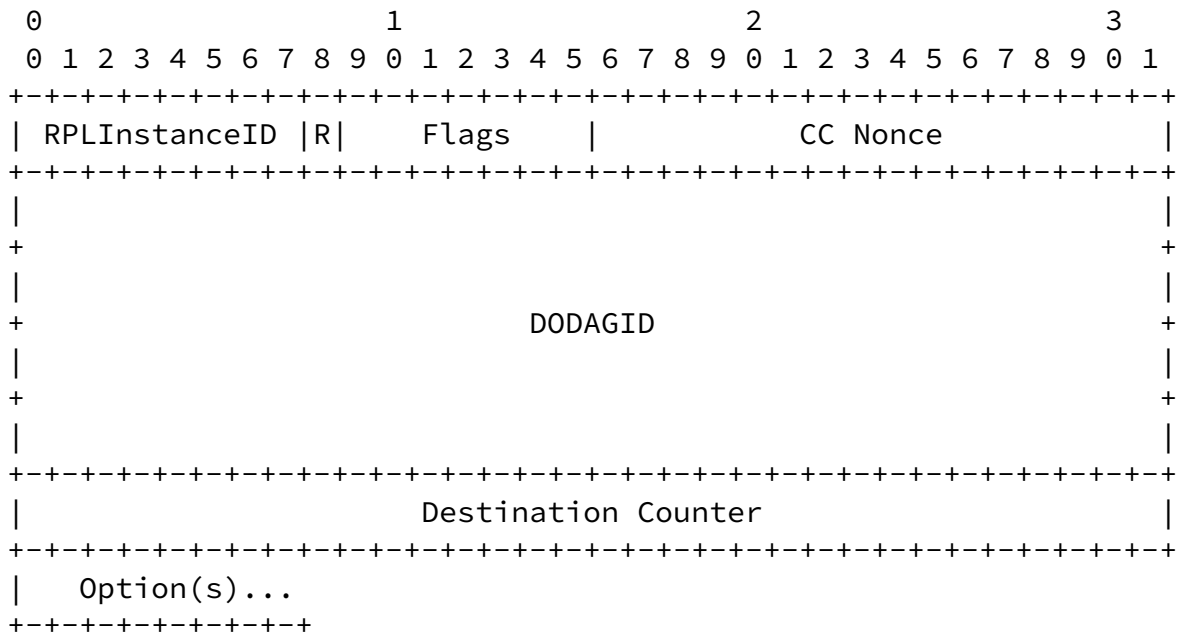 0                   1                   2                   3
 0 1 2 3 4 5 6 7 8 9 0 1 2 3 4 5 6 7 8 9 0 1 2 3 4 5 6 7 8 9 0 1
+-+-+-+-+-+-+-+-+-+-+-+-+-+-+-+-+-+-+-+-+-+-+-+-+-+-+-+-+-+-+-+-+
| RPLInstanceID |R|    Flags    |           CC Nonce            |
+-+-+-+-+-+-+-+-+-+-+-+-+-+-+-+-+-+-+-+-+-+-+-+-+-+-+-+-+-+-+-+-+
|                                                               |
+                                                               +
|                                                               |
+                            DODAGID                            +
|                                                               |
+                                                               +
|                                                               |
+-+-+-+-+-+-+-+-+-+-+-+-+-+-+-+-+-+-+-+-+-+-+-+-+-+-+-+-+-+-+-+-+
|                      Destination Counter                      |
+-+-+-+-+-+-+-+-+-+-+-+-+-+-+-+-+-+-+-+-+-+-+-+-+-+-+-+-+-+-+-+-+
|   Option(s)...
+-+-+-+-+-+-+-+-+